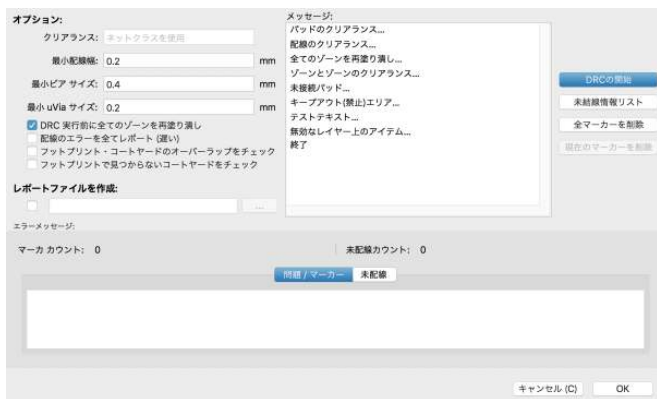 オプション:
クリアランス: ネットクラスを使用
最小配線幅: 0.2 mm
最小ビア サイズ: 0.4 mm
最小 uVia サイズ: 0.2 mm
DRC 実行前に全てのゾーンを再塗り潰し
配線のエラーを全てレポート (遅い)
フットプリント・コートヤードのオーバーラップをチェック
フットプリントで見つからないコートヤードをチェック
レポートファイルを作成:
...
メッセージ:
パッドのクリアランス...
配線のクリアランス...
全てのゾーンを再塗り潰し...
ゾーンとゾーンのクリアランス...
未接続パッド...
キープアウト(禁止)エリア...
テストテキスト...
無効なレイヤー上のアイテム...
終了
DRCの開始
未結線情報リスト
全マーカーを削除
現在のマーカーを削除
エラーメッセージ:
マーカ カウント: 0
未配線カウント: 0
問題 / マーカー
未配線
キャンセル (C)
OK